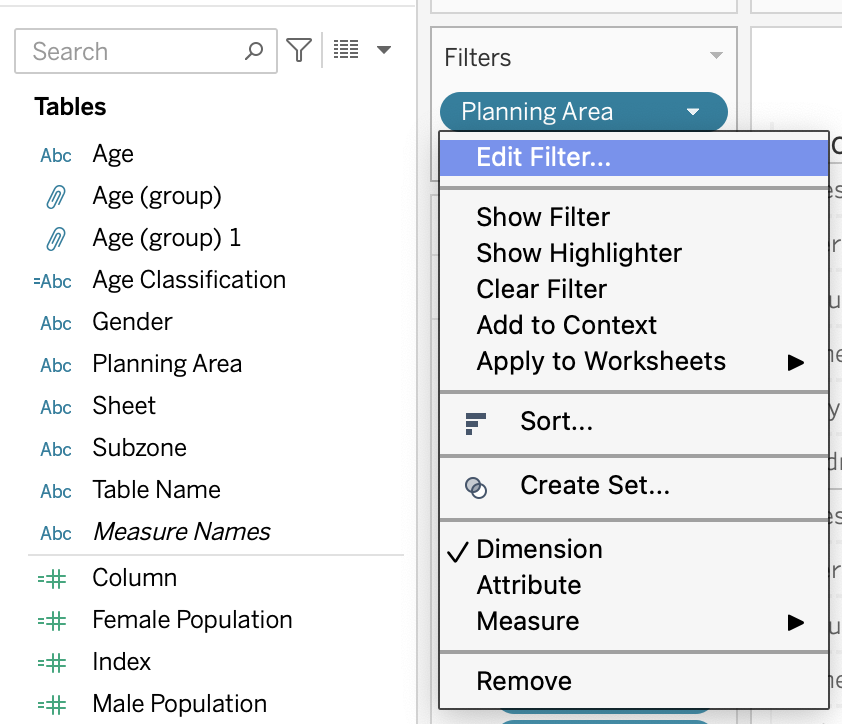 Search
Tables
Abc Age
Age (group)
Age (group) 1
=Abc Age Classification
Abc Gender
Abc Planning Area
Abc Sheet
Abc Subzone
Abc Table Name
Abc Measure Names
=# Column
=# Female Population
=# Index
=# Male Population
Filters
Planning Area
Edit Filter...
Show Filter
Show Highlighter
Clear Filter
Add to Context
Apply to Worksheets
Sort...
Create Set...
✓ Dimension
Attribute
Measure
Remove